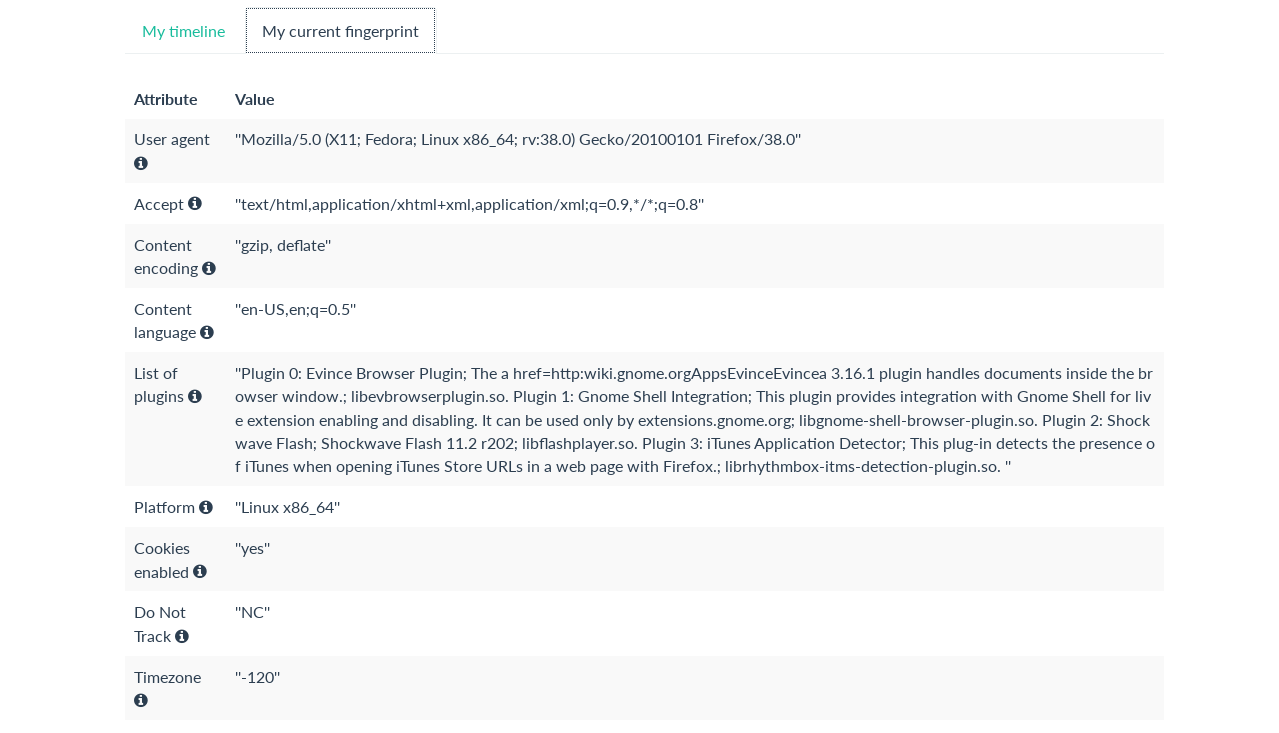 My timeline
My current fingerprint
Attribute Value
User agent "Mozilla/5.0 (X11; Fedora; Linux x86_64; rv:38.0) Gecko/20100101 Firefox/38.0"
Accept "text/html,application/xhtml+xml,application/xml;q=0.9,*/*;q=0.8"
Content "gzip, deflate"
encoding
Content "en-US,en;q=0.5"
language
List of "Plugin 0: Evince Browser Plugin; The a href=http:wiki.gnome.orgAppsEvinceEvincea 3.16.1 plugin handles documents inside the br
plugins owser window.; libevbrowserplugin.so. Plugin 1: Gnome Shell Integration; This plugin provides integration with Gnome Shell for liv
e extension enabling and disabling. It can be used only by extensions.gnome.org; libgnome-shell-browser-plugin.so. Plugin 2: Shock
wave Flash; Shockwave Flash 11.2 r202; libflashplayer.so. Plugin 3: iTunes Application Detector; This plug-in detects the presence o
f iTunes when opening iTunes Store URLs in a web page with Firefox.; librhythmbox-itms-detection-plugin.so. "
Platform "Linux x86_64"
Cookies "yes"
enabled
Do Not "NC"
Track
Timezone "-120"